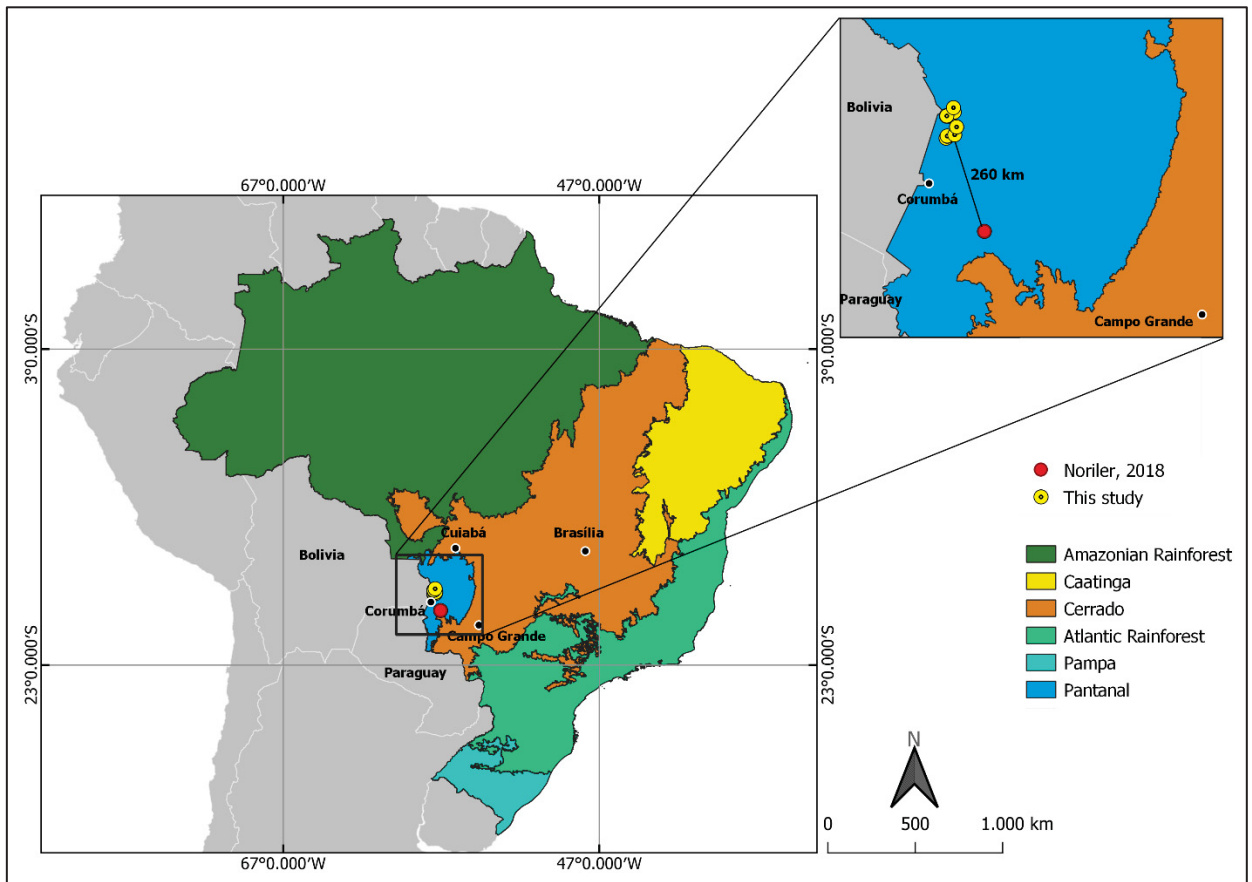 Bolivia
260 km
Corumbá
Paraguay
Campo Grande
67°0.000'W
47°0.000'W
3°0.000'S
3°0.000'S
Noriler, 2018
This study
Cuiabá
Brasília
Bolivia
Amazonian Rainforest
Caatinga
Corumbá
Cerrado
Campo Grande
Atlantic Rainforest
Paraguay
Pampa
23°0.000'S
23°0.000'S
Pantanal
N
0
500
1.000 km
67°0.000'W
47°0.000'W